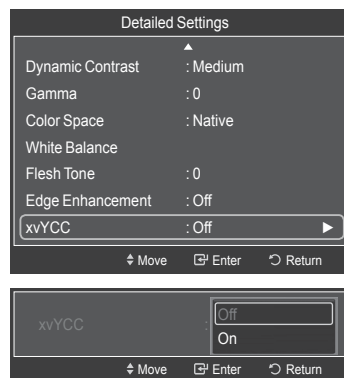 Detailed Settings
Dynamic Contrast : Medium
Gamma : 0
Color Space : Native
White Balance
Flesh Tone : 0
Edge Enhancement : Off
xvYCC : Off
Move Enter Return
xvYCC : Off
On
Move Enter Return